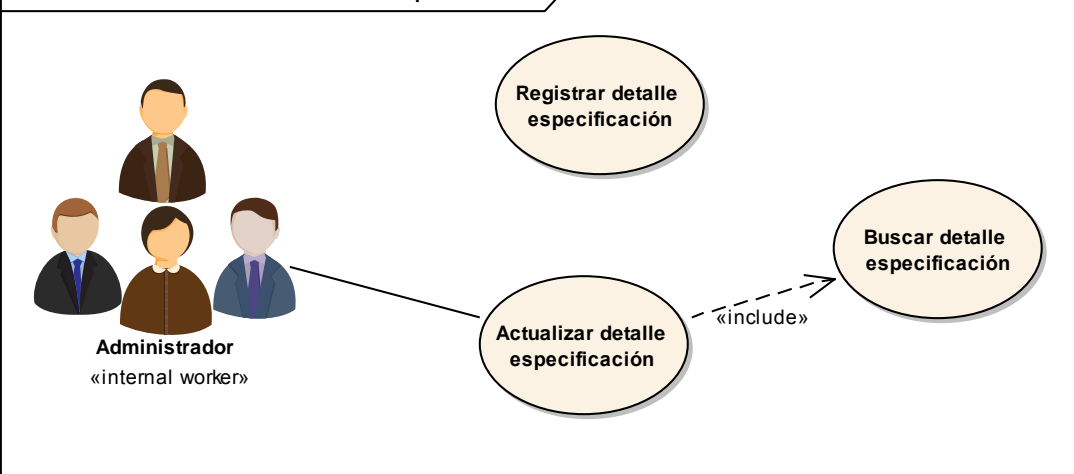 Registrar detalle
especificación
Buscar detalle
especificación
Actualizar detalle
especificación
«include»
Administrador
«internal worker»